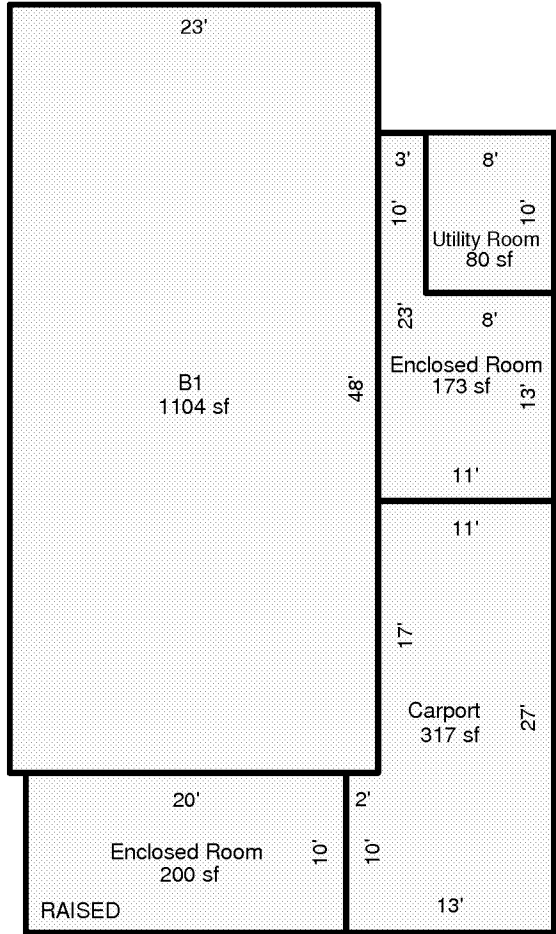 23'
3'
8'
10'
10'
Utility Room
80 sf
23'
8'
Enclosed Room
173 sf
B1
1104 sf
48'
13'
11'
11'
17'
Carport
317 sf
27'
20'
2'
Enclosed Room
200 sf
10'
10'
RAISED
13'